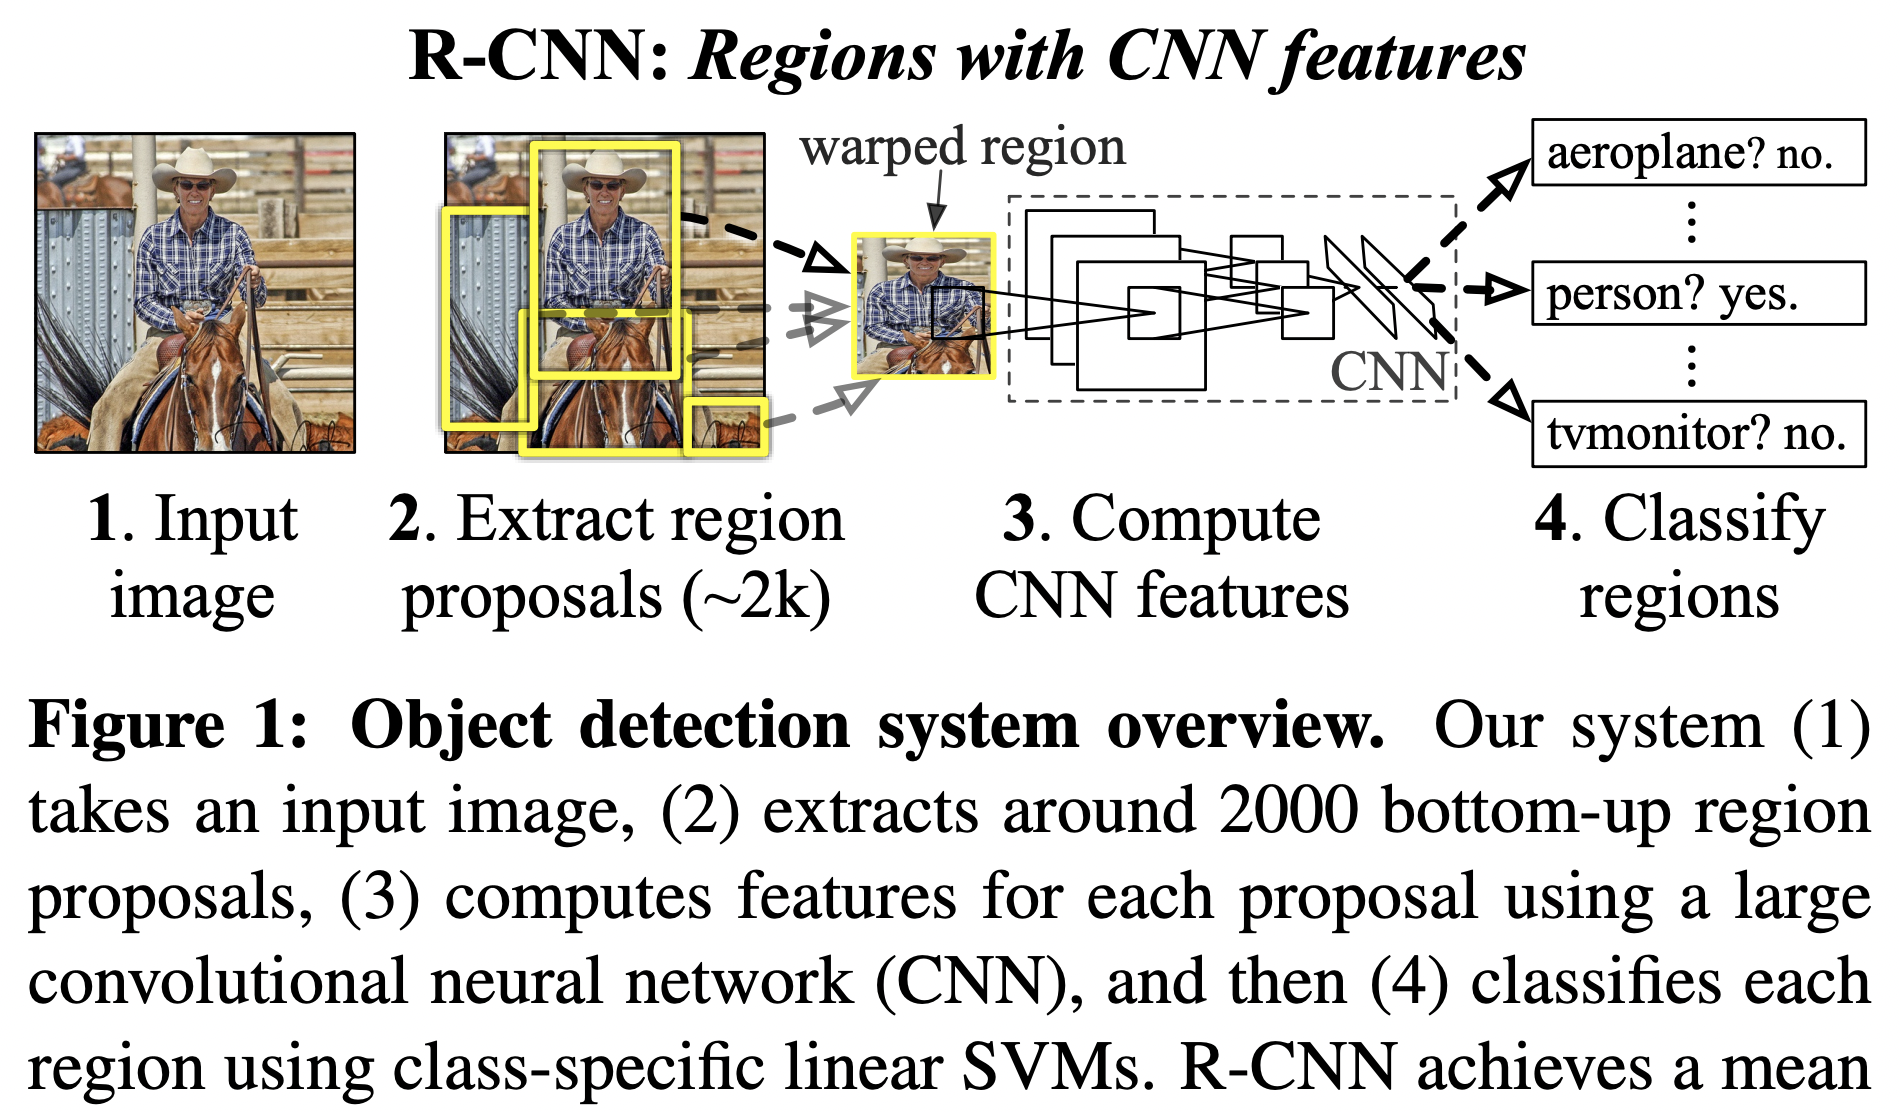 R-CNN: Regions with CNN features
warped region
aeroplane? no.
person? yes.
CNN
tvmonitor? no.
1. Input
image
2. Extract region
proposals (~2k)
3. Compute
CNN features
4. Classify
regions
Figure 1: Object detection system overview. Our system (1)
takes an input image, (2) extracts around 2000 bottom-up region
proposals, (3) computes features for each proposal using a large
convolutional neural network (CNN), and then (4) classifies each
region using class-specific linear SVMs. R-CNN achieves a mean